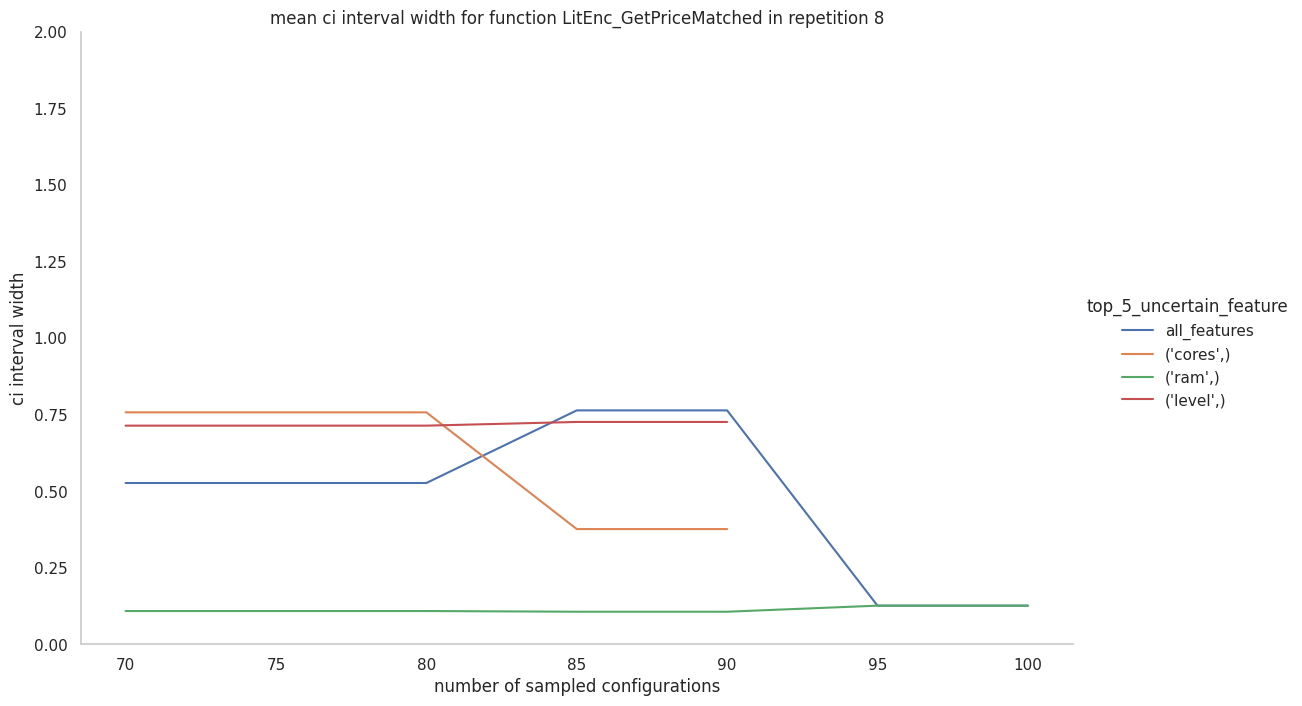 mean ci interval width for function LitEnc_GetPriceMatched in repetition 8
2.00
1.75
1.50
1.25
1.00
0.75
0.50
0.25
0.00
ci interval width
70 75 80 85 90 95 100
number of sampled configurations
top_5_uncertain_feature
all_features
('cores',)
('ram',)
('level',)